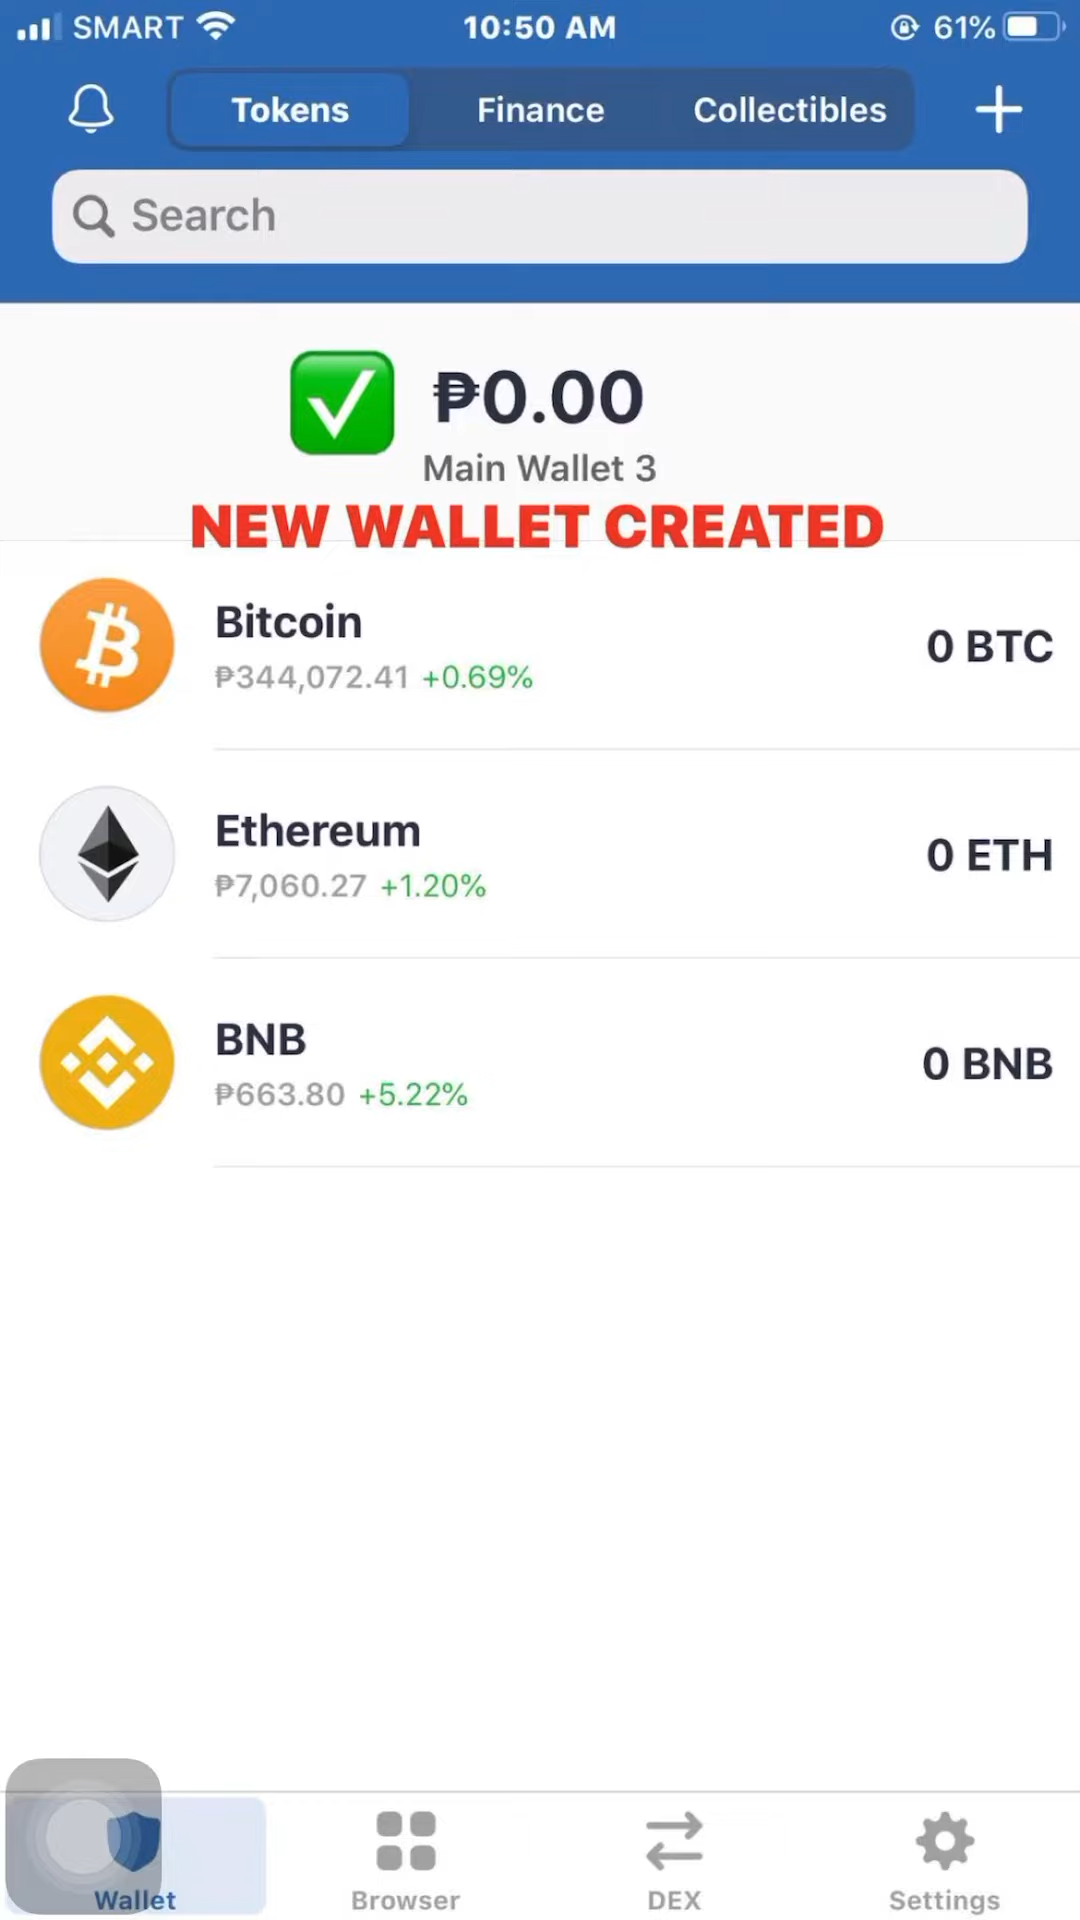 SMART 10:50 AM 61%
Tokens Finance Collectibles
Search
₱0.00
Main Wallet 3
NEW WALLET CREATED
Bitcoin
₱344,072.41 +0.69%
0 BTC
Ethereum
₱7,060.27 +1.20%
0 ETH
BNB
₱663.80 +5.22%
0 BNB
Wallet Browser DEX Settings